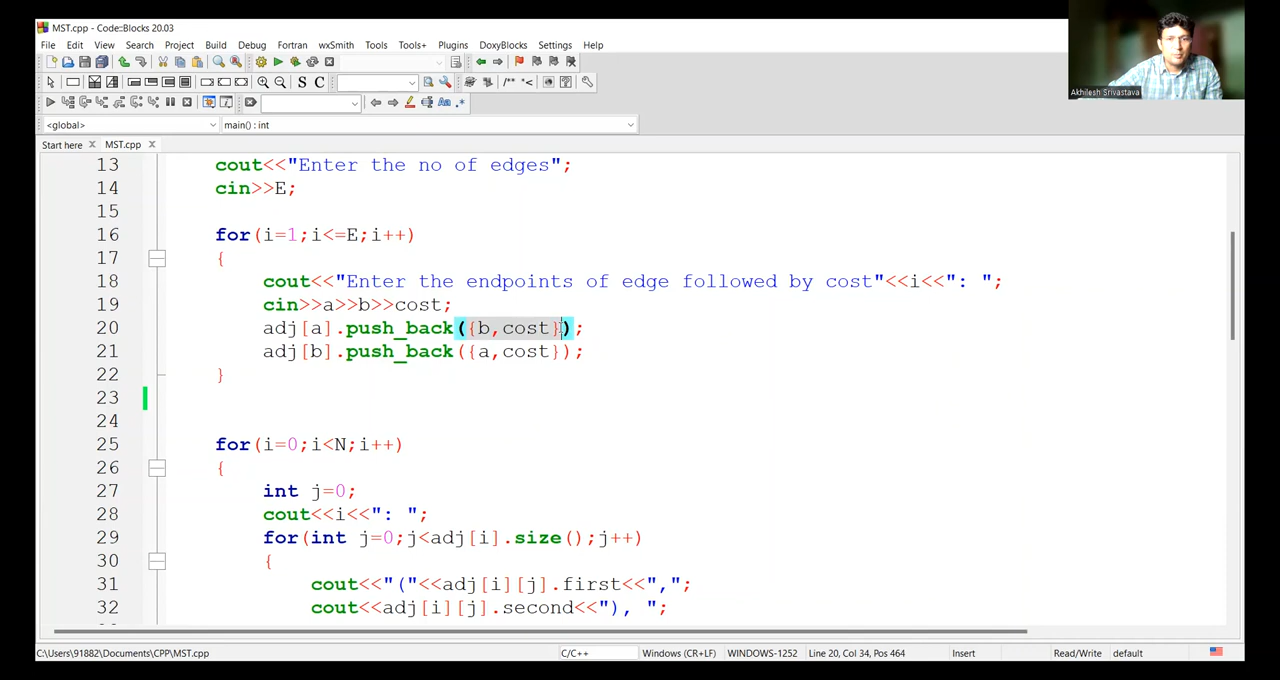 MST.cpp - Code::Blocks 20.03
File Edit View Search Project Build Debug Fortran wxSmith Tools Tools+ Plugins DoxyBlocks Settings Help
S C /** *<
Aa .*
<global> main() : int
Start here MST.cpp
13 cout<<"Enter the no of edges";
14 cin>>E;
15
16 for(i=1;i<=E;i++)
17 {
18 cout<<"Enter the endpoints of edge followed by cost"<<i<<": ";
19 cin>>a>>b>>cost;
20 adj[a].push_back({b,cost});
21 adj[b].push_back({a,cost});
22 }
23
24
25 for(i=0;i<N;i++)
26 {
27 int j=0;
28 cout<<i<<": ";
29 for(int j=0;j<adj[i].size();j++)
30 {
31 cout<<"("<<adj[i][j].first<<",";
32 cout<<adj[i][j].second<<"), ";
C:\Users\91882\Documents\CPP\MST.cpp C/C++ Windows (CR+LF) WINDOWS-1252 Line 20, Col 34, Pos 464 Insert Read/Write default
Akhilesh Srivastava